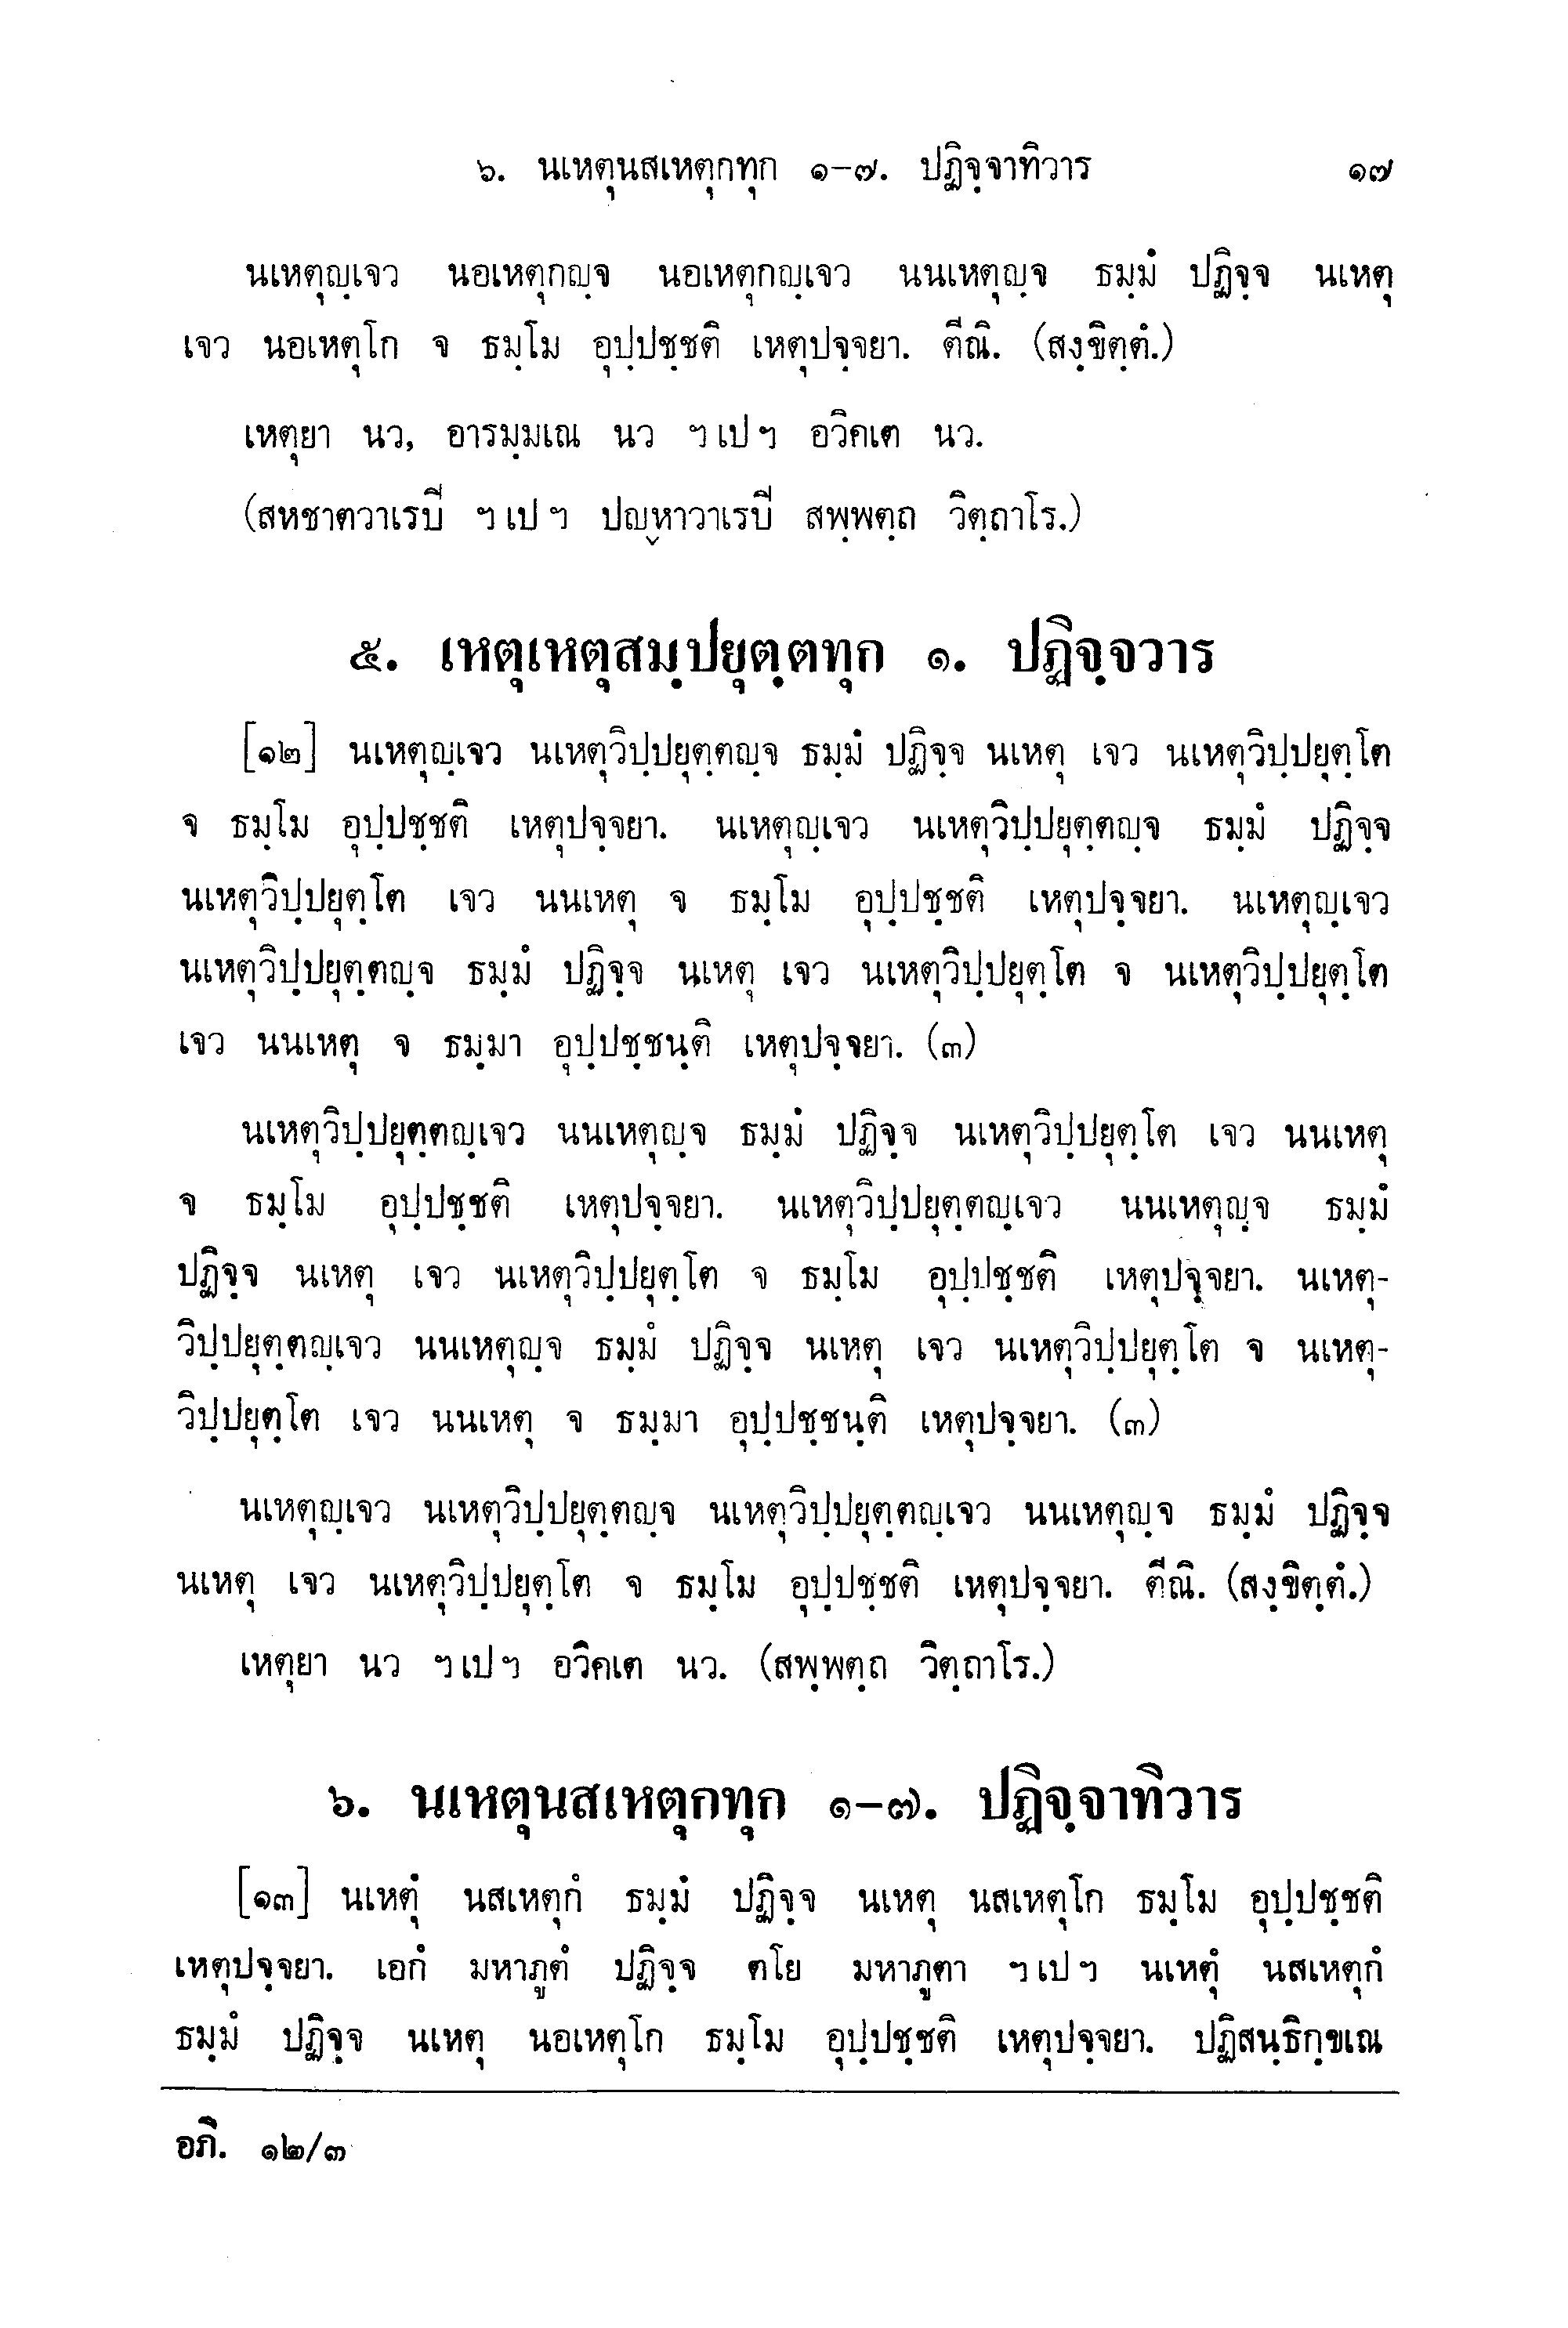 ๖. นเหตุนสเหตุกทุก ๑-๗. ปฏิจฺจาทิวาร ๑๗
นเหตุญฺเจว นอเหตุกญฺจ นอเหตุกญฺเจว นนเหตุญฺจ ธมฺมํ ปฏิจฺจ นเหตุ
เจว นอเหตุโก จ ธมฺโม อุปฺปชฺชติ เหตุปจฺจยา. ตีณิ. (สงฺขิตฺตํ.)
เหตุยา นว, อารมฺมเณ นว ฯ เป ฯ อวิคเต นว.
(สหชาตวาเรปิ ฯ เป ฯ ปญฺหาวาเรปิ สพฺพตฺถ วิตฺถาโร.)
๕. เหตุเหตุสมฺปยุตฺตทุก ๑. ปฏิจฺจวาร
[๑๒] นเหตุญฺเจว นเหตุวิปฺปยุตฺตญฺจ ธมฺมํ ปฏิจฺจ นเหตุ เจว นเหตุวิปฺปยุตฺโต
จ ธมฺโม อุปฺปชฺชติ เหตุปจฺจยา. นเหตุญฺเจว นเหตุวิปฺปยุตฺตญฺจ ธมฺมํ ปฏิจฺจ
นเหตุวิปฺปยุตฺโต เจว นนเหตุ จ ธมฺโม อุปฺปชฺชติ เหตุปจฺจยา. นเหตุญฺเจว
นเหตุวิปฺปยุตฺตญฺจ ธมฺมํ ปฏิจฺจ นเหตุ เจว นเหตุวิปฺปยุตฺโต จ นเหตุวิปฺปยุตฺโต
เจว นนเหตุ จ ธมฺมา อุปฺปชฺชนฺติ เหตุปจฺจยา. (๓)
นเหตุวิปฺปยุตฺตญฺเจว นนเหตุญฺจ ธมฺมํ ปฏิจฺจ นเหตุวิปฺปยุตฺโต เจว นนเหตุ
จ ธมฺโม อุปฺปชฺชติ เหตุปจฺจยา. นเหตุวิปฺปยุตฺตญฺเจว นนเหตุญฺจ ธมฺมํ
ปฏิจฺจ นเหตุ เจว นเหตุวิปฺปยุตฺโต จ ธมฺโม อุปฺปชฺชติ เหตุปจฺจยา. นเหตุ-
วิปฺปยุตฺตญฺเจว นนเหตุญฺจ ธมฺมํ ปฏิจฺจ นเหตุ เจว นเหตุวิปฺปยุตฺโต จ นเหตุ-
วิปฺปยุตฺโต เจว นนเหตุ จ ธมฺมา อุปฺปชฺชนฺติ เหตุปจฺจยา. (๓)
นเหตุญฺเจว นเหตุวิปฺปยุตฺตญฺจ นเหตุวิปฺปยุตฺตญฺเจว นนเหตุญฺจ ธมฺมํ ปฏิจฺจ
นเหตุ เจว นเหตุวิปฺปยุตฺโต จ ธมฺโม อุปฺปชฺชติ เหตุปจฺจยา. ตีณิ. (สงฺขิตฺตํ.)
เหตุยา นว ฯ เป ฯ อวิคเต นว. (สพฺพตฺถ วิตฺถาโร.)
๖. นเหตุนสเหตุกทุก ๑-๗. ปฏิจฺจาทิวาร
[๑๓] นเหตุํ นสเหตุกํ ธมฺมํ ปฏิจฺจ นเหตุ นสเหตุโก ธมฺโม อุปฺปชฺชติ
เหตุปจฺจยา. เอกํ มหาภูตํ ปฏิจฺจ ตโย มหาภูตา ฯ เป ฯ นเหตุํ นสเหตุกํ
ธมฺมํ ปฏิจฺจ นเหตุ นอเหตุโก ธมฺโม อุปฺปชฺชติ เหตุปจฺจยา. ปฏิสนฺธิกฺขเณ
อภิ. ๑๒/๓